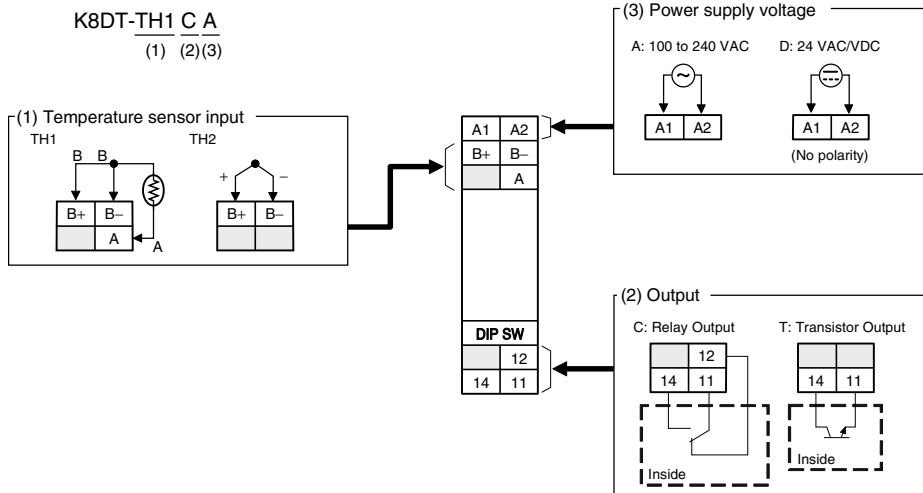 K8DT-TH1 C A
(1) (2)(3)
(1) Temperature sensor input
TH1
TH2
B B
+ −
B+ B−
A
A
B+ B−
A1 A2
B+ B−
A
DIP SW
12
14 11
(3) Power supply voltage
A: 100 to 240 VAC
D: 24 VAC/VDC
A1 A2
A1 A2
(No polarity)
(2) Output
C: Relay Output
T: Transistor Output
12
14 11
14 11
Inside
Inside